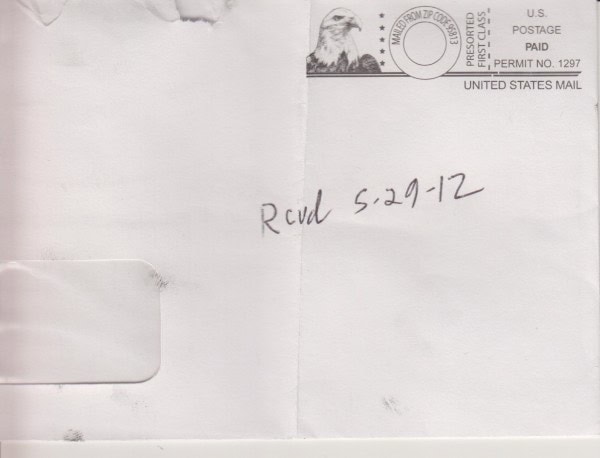 MAILED FROM ZIP CODE 95813
PRESORTED
FIRST CLASS
U.S.
POSTAGE
PAID
PERMIT NO. 1297
UNITED STATES MAIL
Rcvd 5-29-12